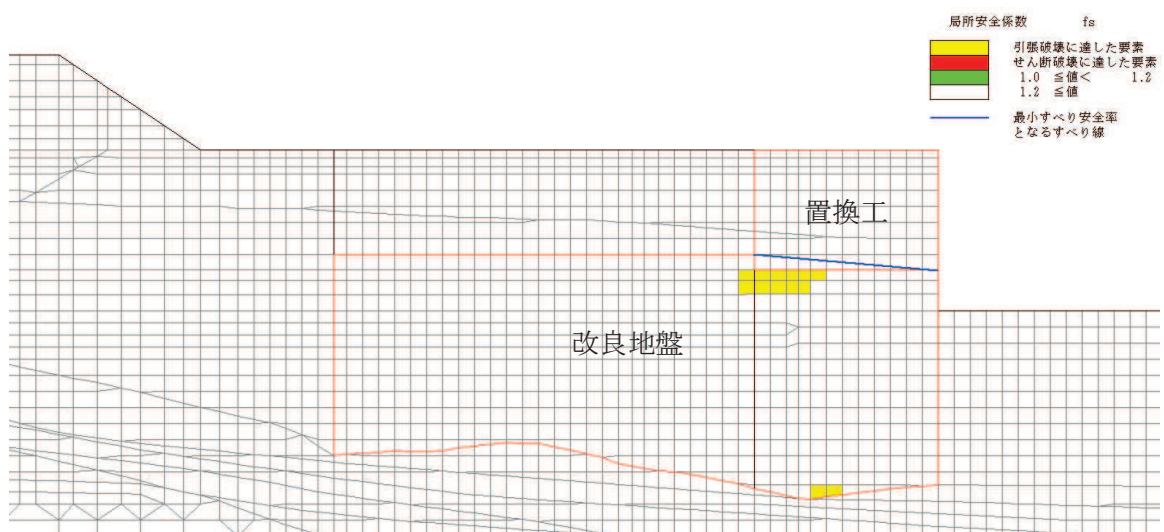 局所安全係数 fs
引張破壊に達した要素
せん断破壊に達した要素
1.0 ≦値< 1.2
1.2 ≦値
最小すべり安全率
となるすべり線
置換工
改良地盤